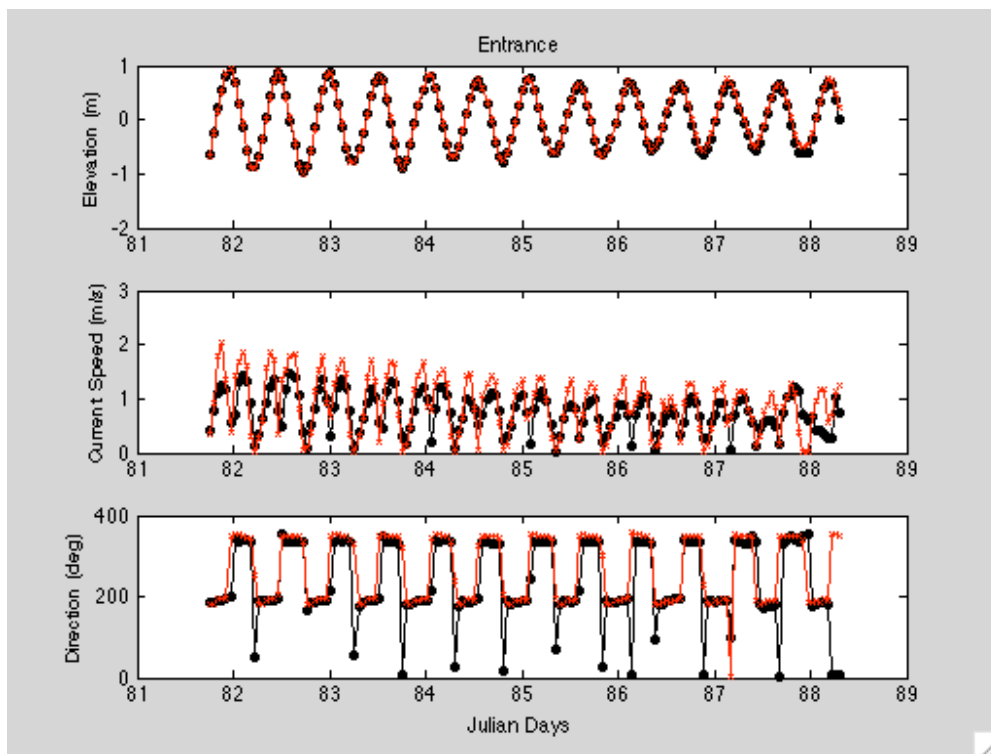 Entrance
Elevation (m)
1
0
-1
-2
81 82 83 84 85 86 87 88 89
Current Speed (m/s)
3
2
1
0
81 82 83 84 85 86 87 88 89
Direction (deg)
400
200
0
81 82 83 84 85 86 87 88 89
Julian Days